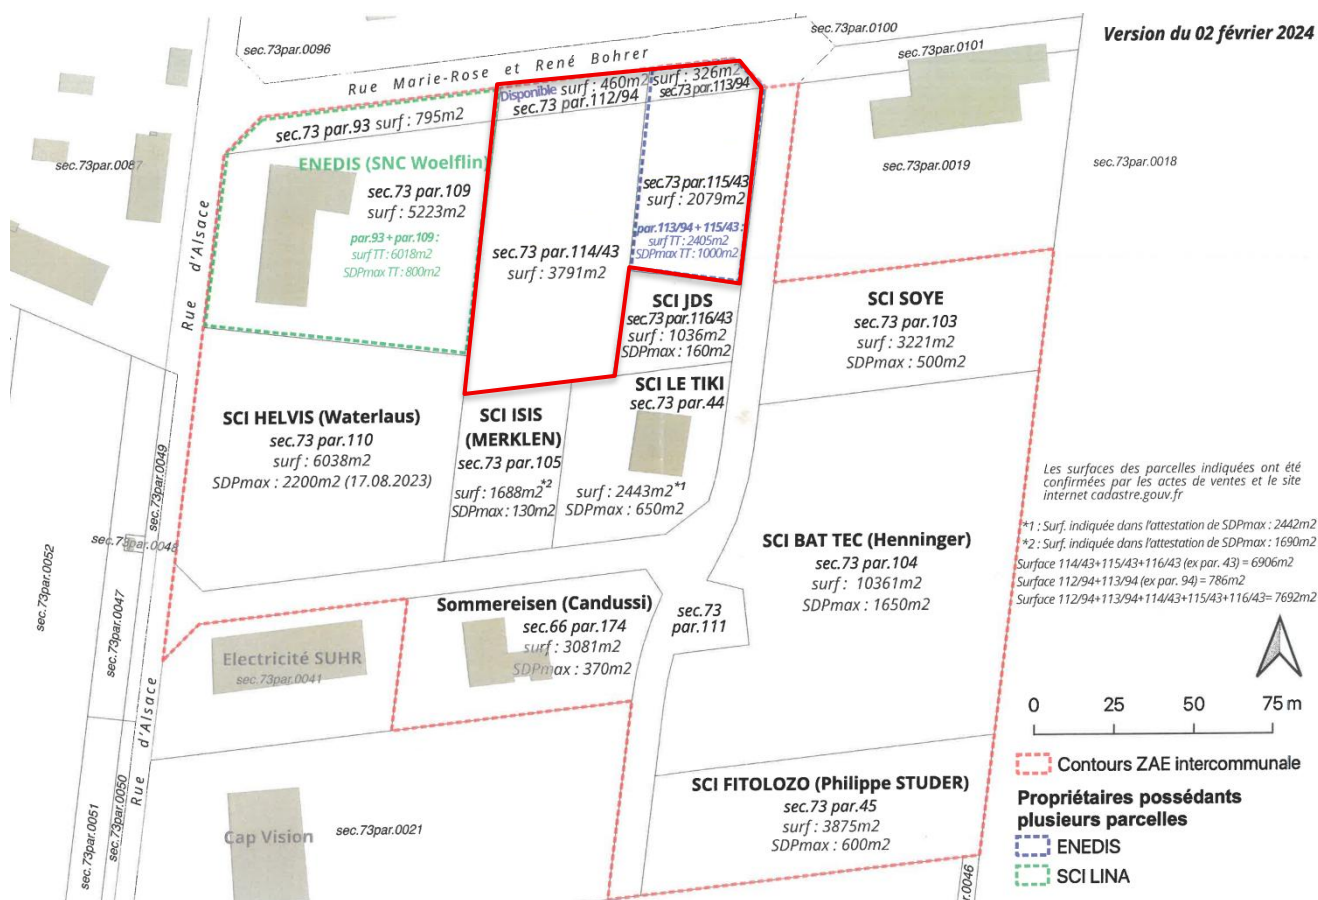 Version du 02 février 2024
sec.73par.0100
sec.73par.0096
sec.73par.0101
Rue Marie-Rose et René Bohrer
Disponible surf : 460m2
sec.73 par.112/94
surf : 326m2
sec.73 par.113/94
sec.73 par.93 surf : 795m2
sec.73par.0087
sec.73par.0019
sec.73par.0018
ENEDIS (SNC Woelflin)
sec.73 par.109
surf : 5223m2
par.93 + par.109 :
surf TT : 6018m2
SDPmax TT : 800m2
sec.73 par.115/43
surf : 2079m2
par.113/94 + 115/43 :
surf TT : 2405m2
SDPmax TT : 1000m2
sec.73 par.114/43
surf : 3791m2
Rue d'Alsace
SCI JDS
sec.73 par.116/43
surf : 1036m2
SDPmax : 160m2
SCI SOYE
sec.73 par.103
surf : 3221m2
SDPmax : 500m2
SCI LE TIKI
sec.73 par.44
surf : 2443m2*1
SDPmax : 650m2
SCI HELVIS (Waterlaus)
sec.73 par.110
surf : 6038m2
SDPmax : 2200m2 (17.08.2023)
SCI ISIS
(MERKLEN)
sec.73 par.105
surf : 1688m2*2
SDPmax : 130m2
sec.73par.0049
sec.73par.0048
sec.73par.0052
sec.73par.0047
Les surfaces des parcelles indiquées ont été
confirmées par les actes de ventes et le site
internet cadastre.gouv.fr
*1 : Surf. indiquée dans l'attestation de SDPmax : 2442m2
*2 : Surf. indiquée dans l'attestation de SDPmax : 1690m2
Surface 114/43+115/43+116/43 (ex par. 43) = 6906m2
Surface 112/94+113/94 (ex par. 94) = 786m2
Surface 112/94+113/94+114/43+115/43+116/43= 7692m2
SCI BAT TEC (Henninger)
sec.73 par.104
surf : 10361m2
SDPmax : 1650m2
Sommereisen (Candussi)
sec.66 par.174
surf : 3081m2
SDPmax : 370m2
sec.73
par.111
Electricité SUHR
sec.73par.0041
Rue d'Alsace
sec.73par.0051
sec.73par.0050
Cap Vision
sec.73par.0021
SCI FITOLOZO (Philippe STUDER)
sec.73 par.45
surf : 3875m2
SDPmax : 600m2
0 25 50 75 m
Contours ZAE intercommunale
Propriétaires possédants
plusieurs parcelles
ENEDIS
SCI LINA